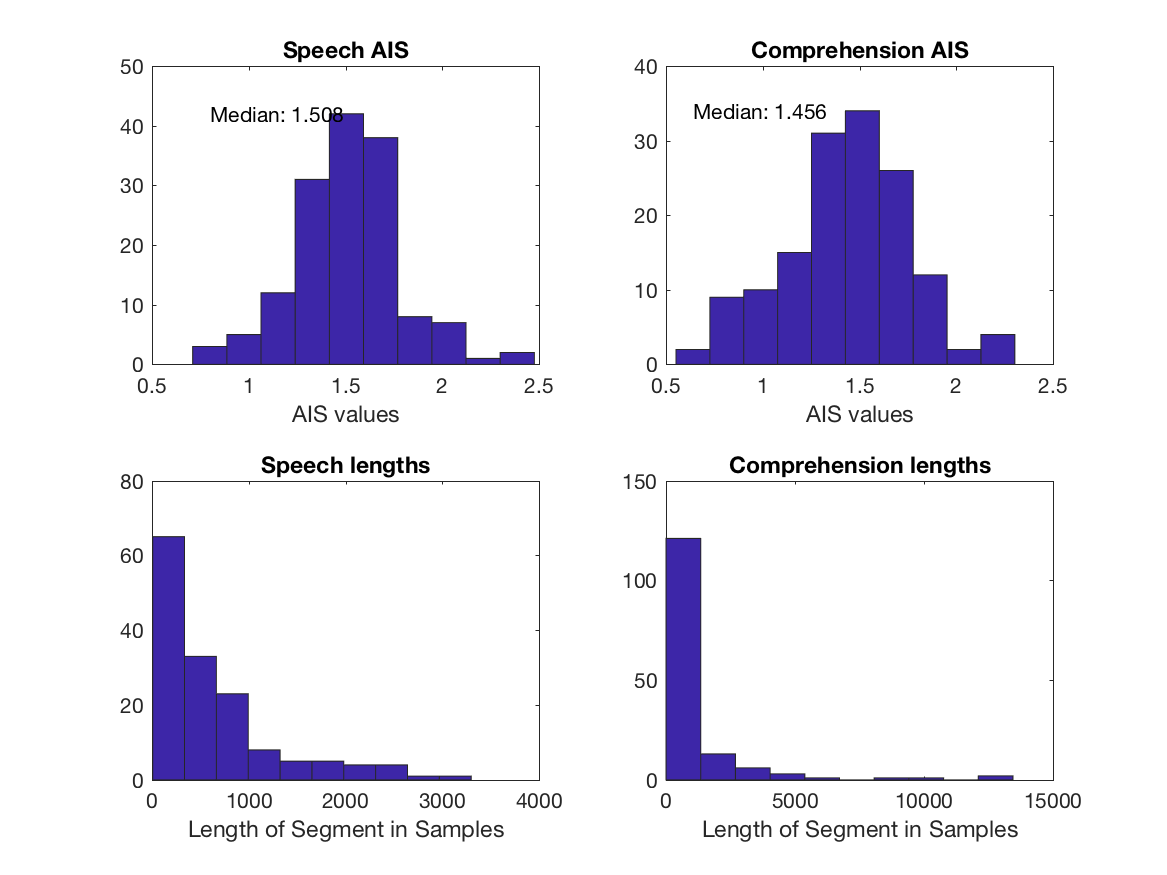 Speech AIS
50
40
30
20
10
0
Median: 1.508
0.5 1 1.5 2 2.5
AIS values
Comprehension AIS
40
30
20
10
0
Median: 1.456
0.5 1 1.5 2 2.5
AIS values
Speech lengths
80
60
40
20
0
0 1000 2000 3000 4000
Length of Segment in Samples
Comprehension lengths
150
100
50
0
0 5000 10000 15000
Length of Segment in Samples